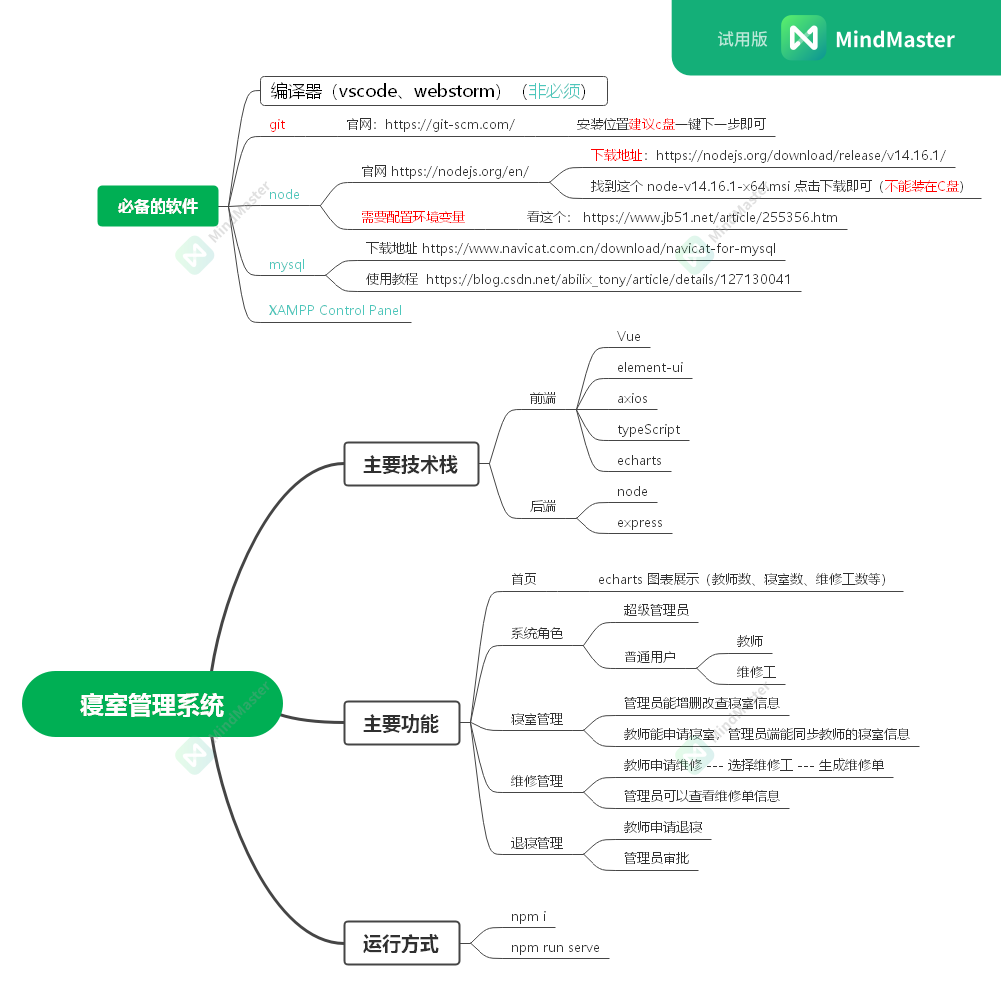 试用版 MindMaster
编译器（vscode、webstorm）（非必须）
git 官网：https://git-scm.com/ 安装位置建议c盘一键下一步即可
必备的软件
node
官网 https://nodejs.org/en/
下载地址：https://nodejs.org/download/release/v14.16.1/
找到这个 node-v14.16.1-x64.msi 点击下载即可（不能装在C盘）
需要配置环境变量 看这个： https://www.jb51.net/article/255356.htm
mysql
下载地址 https://www.navicat.com.cn/download/navicat-for-mysql
使用教程 https://blog.csdn.net/abilix_tony/article/details/127130041
XAMPP Control Panel
寝室管理系统
主要技术栈
前端
Vue
element-ui
axios
typeScript
echarts
后端
node
express
主要功能
首页 echarts 图表展示（教师数、寝室数、维修工数等）
系统角色
超级管理员
普通用户
教师
维修工
寝室管理
管理员能增删改查寝室信息
教师能申请寝室，管理员端能同步教师的寝室信息
维修管理
教师申请维修 --- 选择维修工 --- 生成维修单
管理员可以查看维修单信息
退寝管理
教师申请退寝
管理员审批
运行方式
npm i
npm run serve
MindMaster
MindMaster
MindMaster
MindMaster